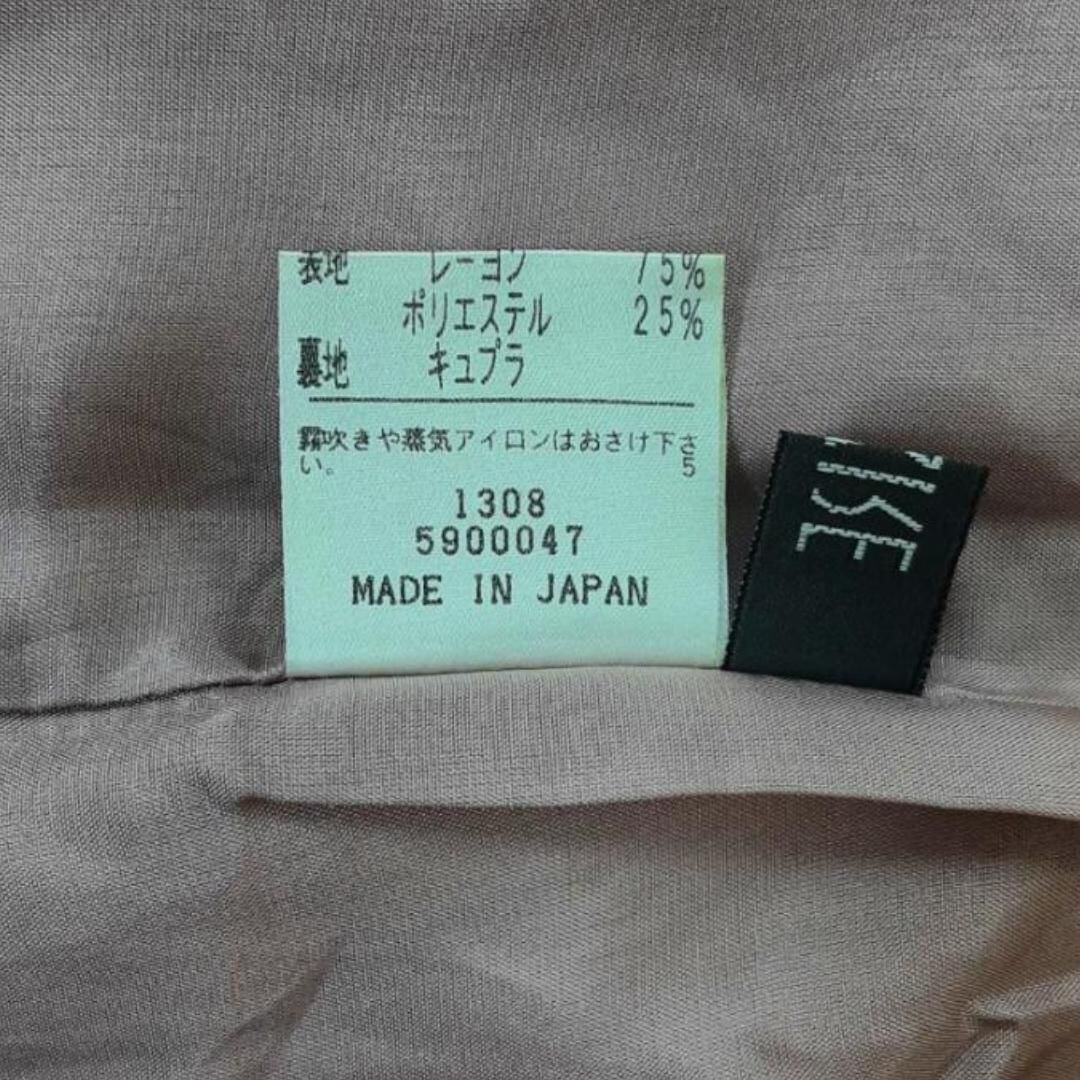 表地 レーヨン 75%
ポリエステル 25%
裏地 キュプラ
霧吹きや蒸気アイロンはおさけ下さ
い。 5
1308
5900047
MADE IN JAPAN